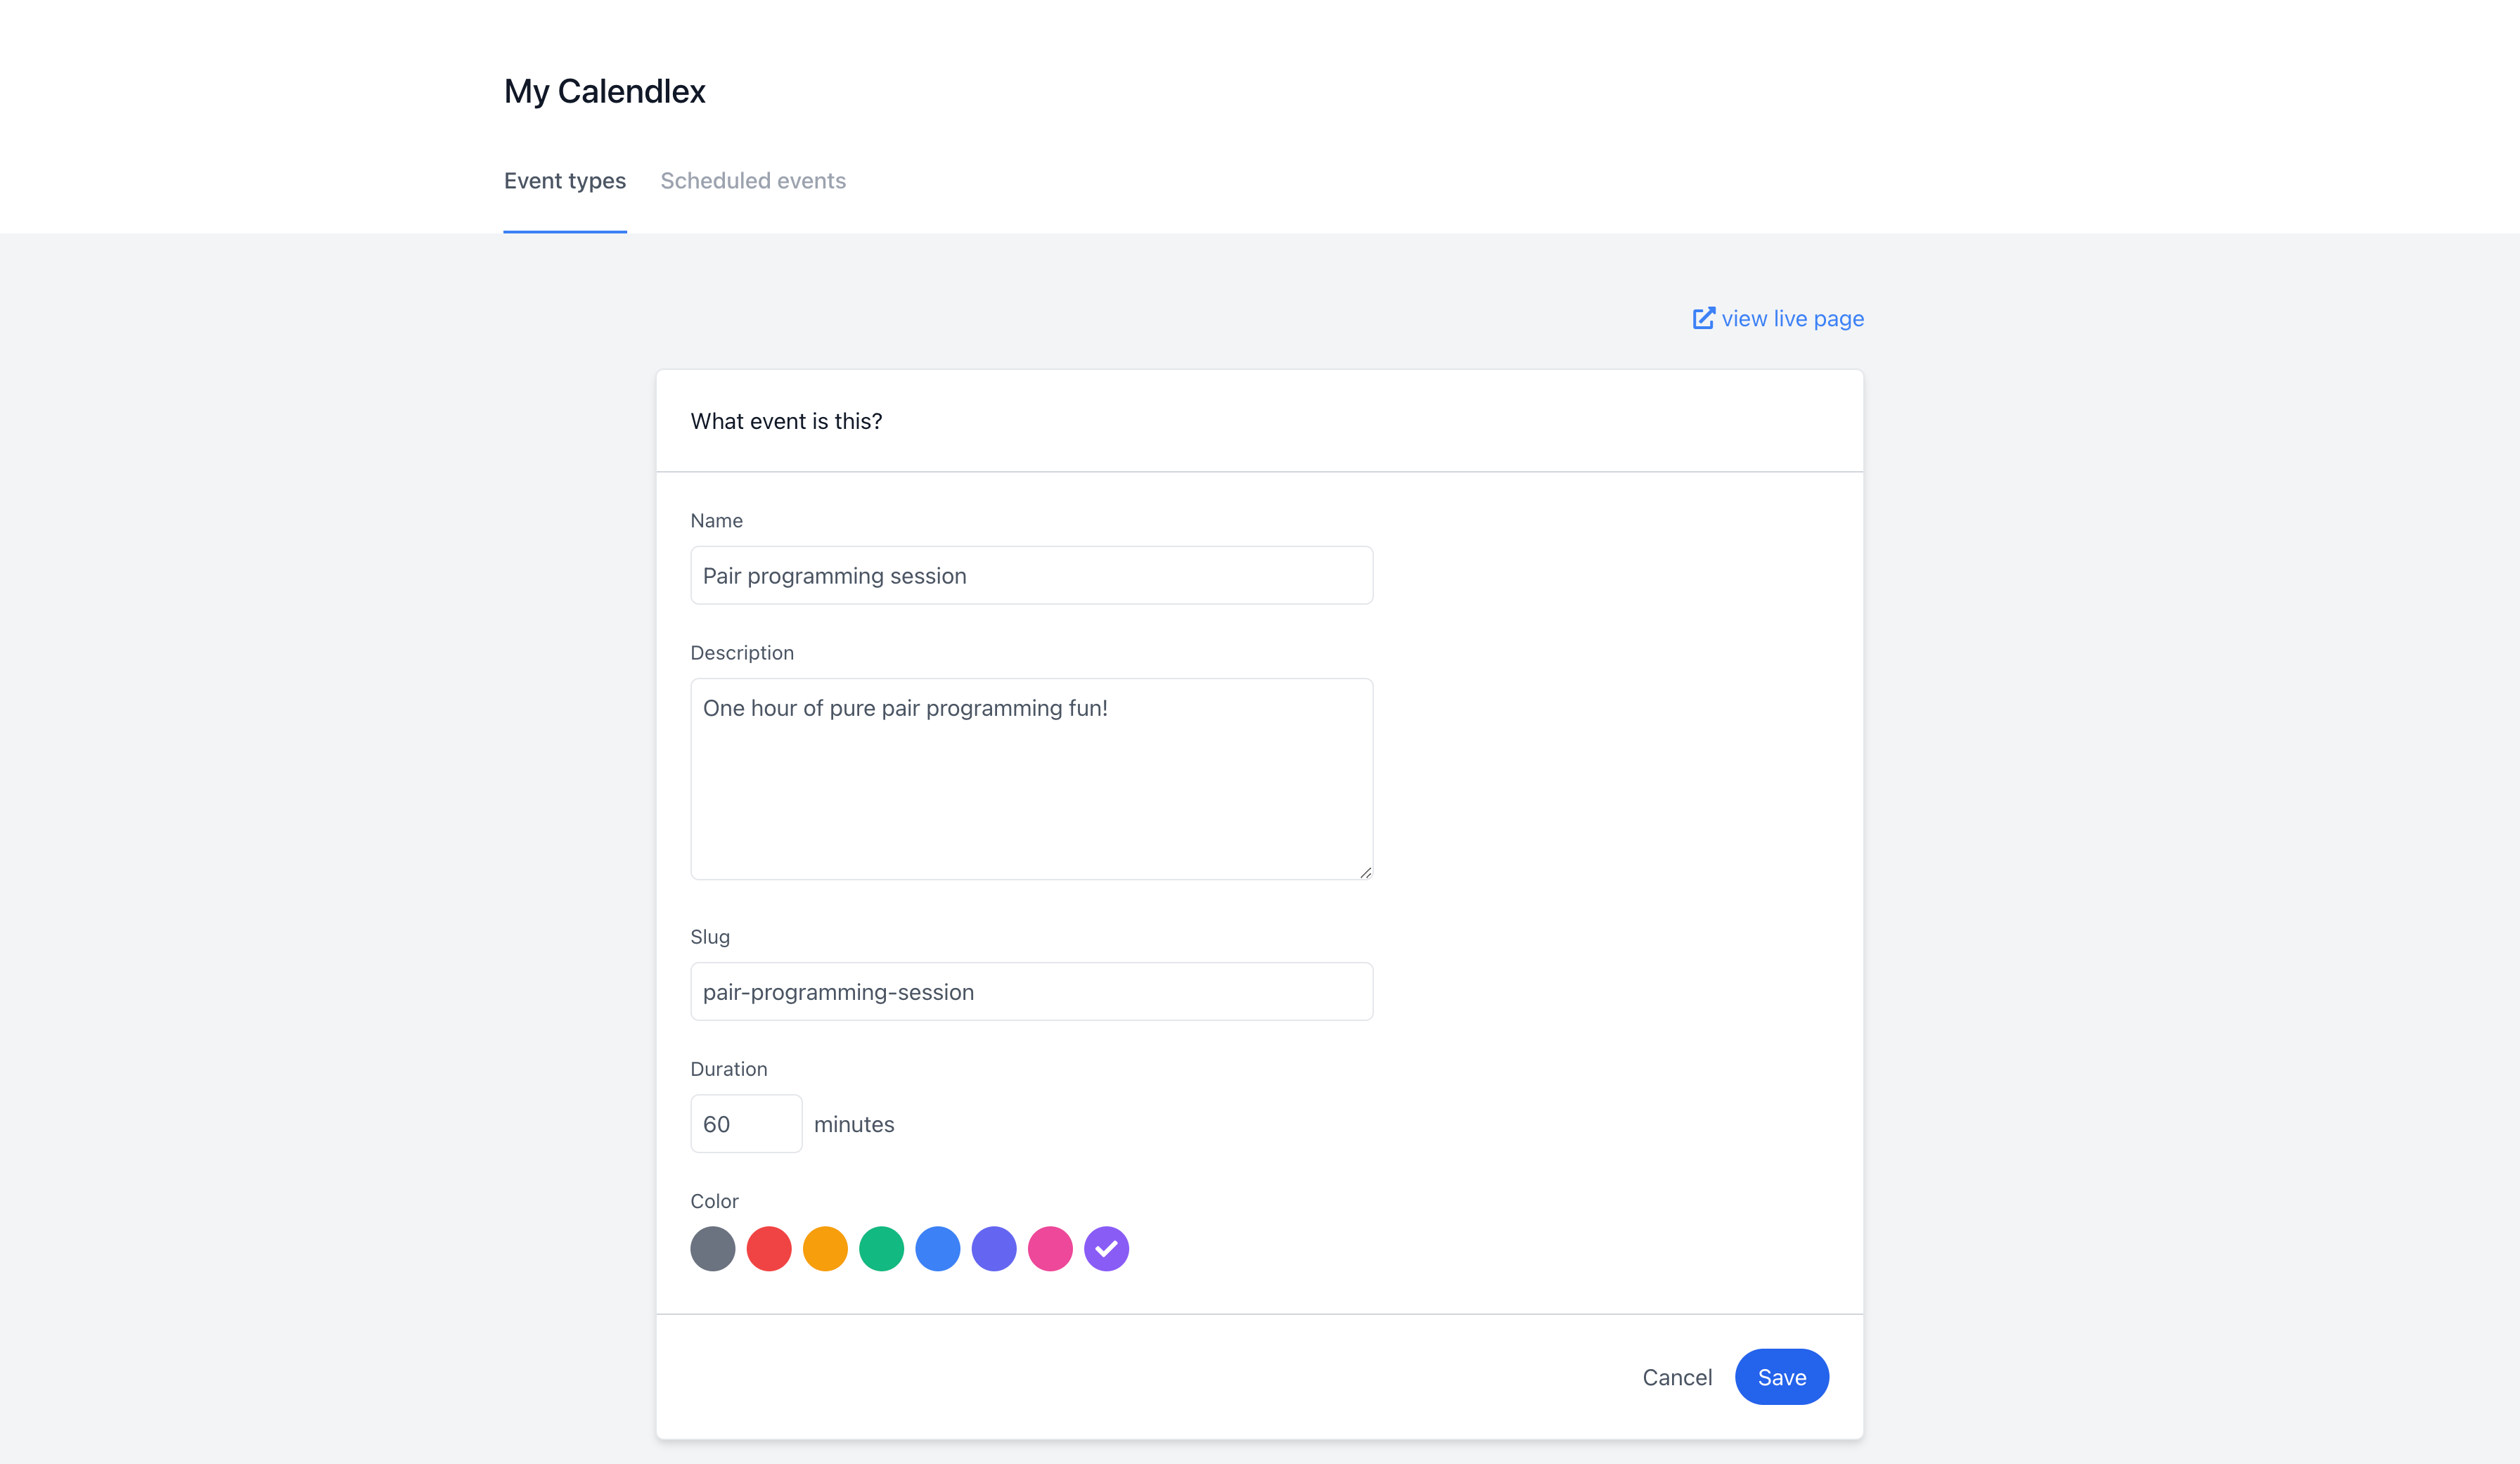 My Calendlex
Event types Scheduled events
view live page
What event is this?
Name
Pair programming session
Description
One hour of pure pair programming fun!
Slug
pair-programming-session
Duration
60 minutes
Color
Cancel Save